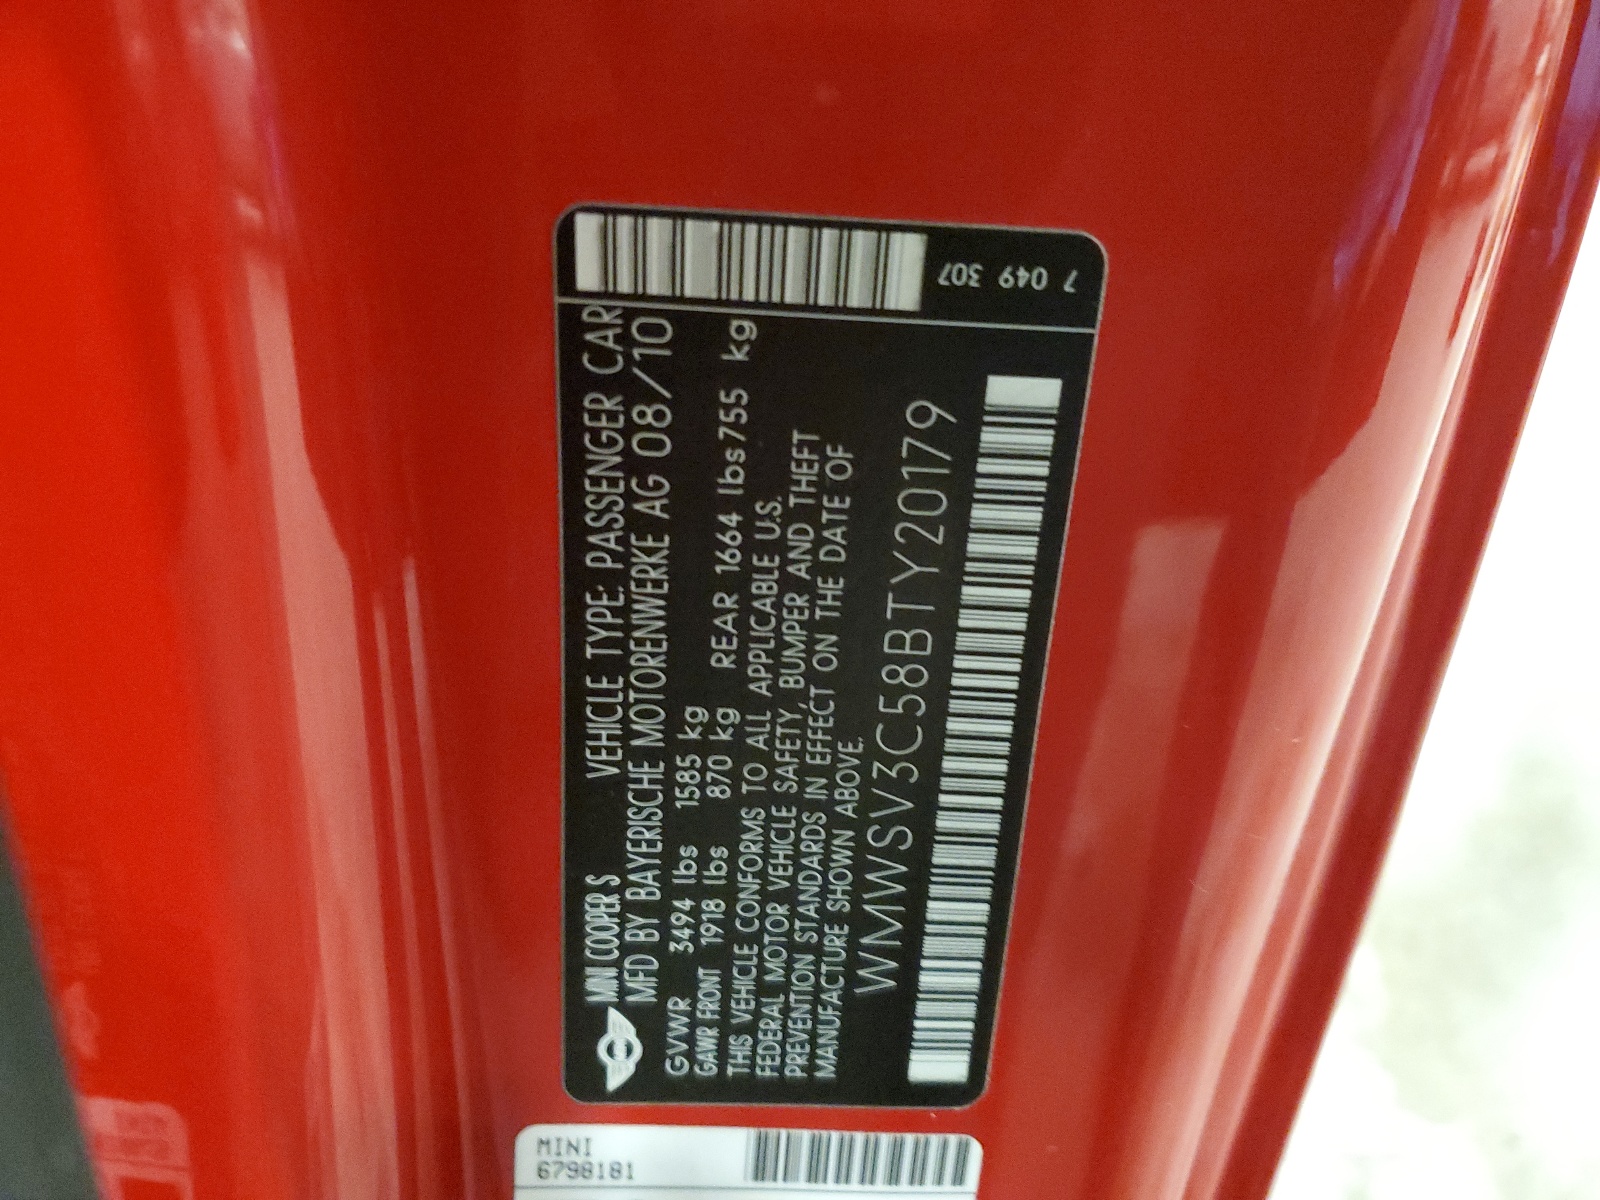 MINI COOPER S VEHICLE TYPE: PASSENGER CAR
MFD BY BAYERISCHE MOTORENWERKE AG 08/10
GVWR 3494 lbs 1585 kg
GAWR FRONT 1918 lbs 870 kg REAR 1664 lbs 755 kg
THIS VEHICLE CONFORMS TO ALL APPLICABLE U.S.
FEDERAL MOTOR VEHICLE SAFETY, BUMPER AND THEFT
PREVENTION STANDARDS IN EFFECT ON THE DATE OF
MANUFACTURE SHOWN ABOVE.
WMWSV3C58BTY20179
7 049 307
MINI
6798181